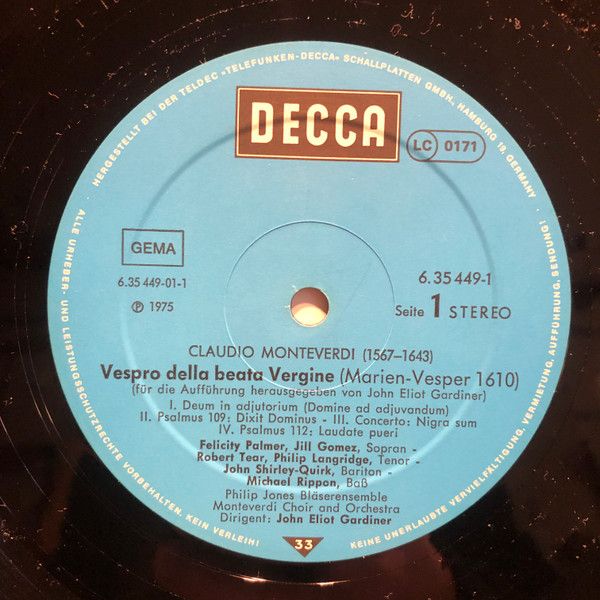 HERGESTELLT BEI DER TELDEC »TELEFUNKEN-DECCA« SCHALLPLATTEN GMBH, HAMBURG 19, GERMANY
DECCA
LC 0171
GEMA
6.35 449-01-1
Ⓟ 1975
6.35 449-1
Seite 1 STEREO
CLAUDIO MONTEVERDI (1567–1643)
Vespro della beata Vergine (Marien-Vesper 1610)
(für die Aufführung herausgegeben von John Eliot Gardiner)
I. Deum in adjutorium (Domine ad adjuvandum)
II. Psalmus 109; Dixit Dominus - III. Concerto: Nigra sum
IV. Psalmus 112; Laudate pueri
Felicity Palmer, Jill Gomez, Sopran -
Robert Tear, Philip Langridge, Tenor -
John Shirley-Quirk, Bariton -
Michael Rippon, Baß
Philip Jones Bläserensemble
Monteverdi Choir and Orchestra
Dirigent: John Eliot Gardiner
33
ALLE URHEBER- UND LEISTUNGSSCHUTZRECHTE VORBEHALTEN. KEIN VERLEIH!
KEINE UNERLAUBTE VERVIELFÄLTIGUNG, VERMIETUNG, AUFFÜHRUNG, SENDUNG!